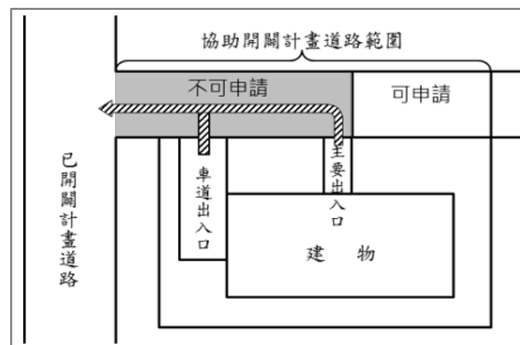 協助開闢計畫道路範圍
不可申請
可申請
已開闢計畫道路
車道出入口
主要出入口
建物